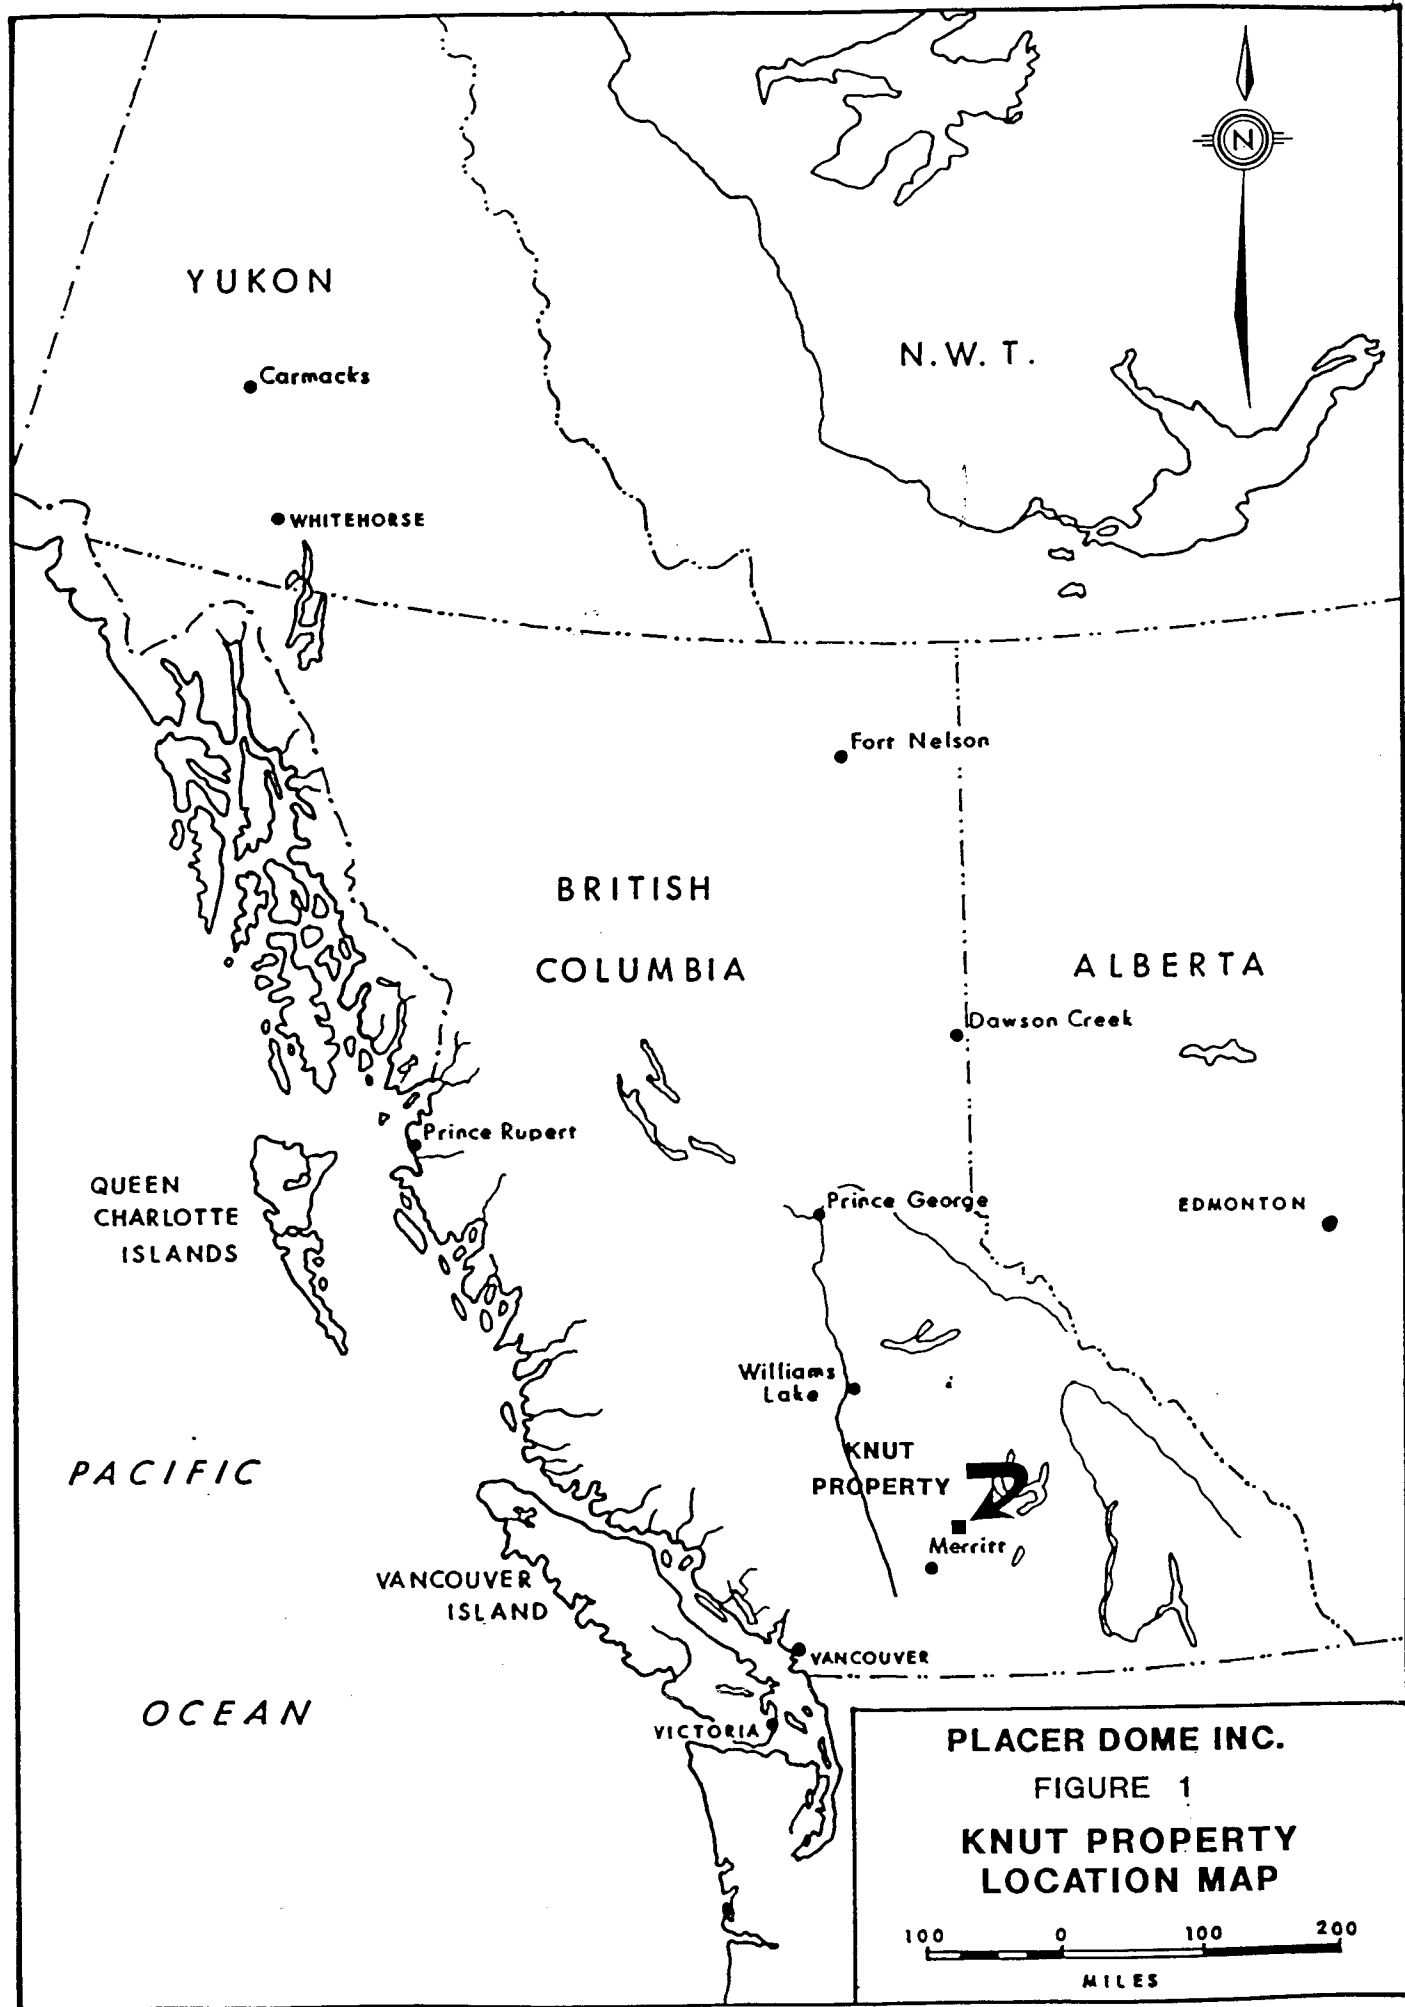 N
YUKON
N.W.T.
Carmacks
WHITEHORSE
Fort Nelson
BRITISH
COLUMBIA
ALBERTA
Dawson Creek
Prince Rupert
QUEEN
CHARLOTTE
ISLANDS
Prince George
EDMONTON
Williams
Lake
KNUT
PROPERTY
PACIFIC
Merritt
VANCOUVER
ISLAND
VANCOUVER
OCEAN
VICTORIA
PLACER DOME INC.
FIGURE 1
KNUT PROPERTY
LOCATION MAP
100 0 100 200
MILES